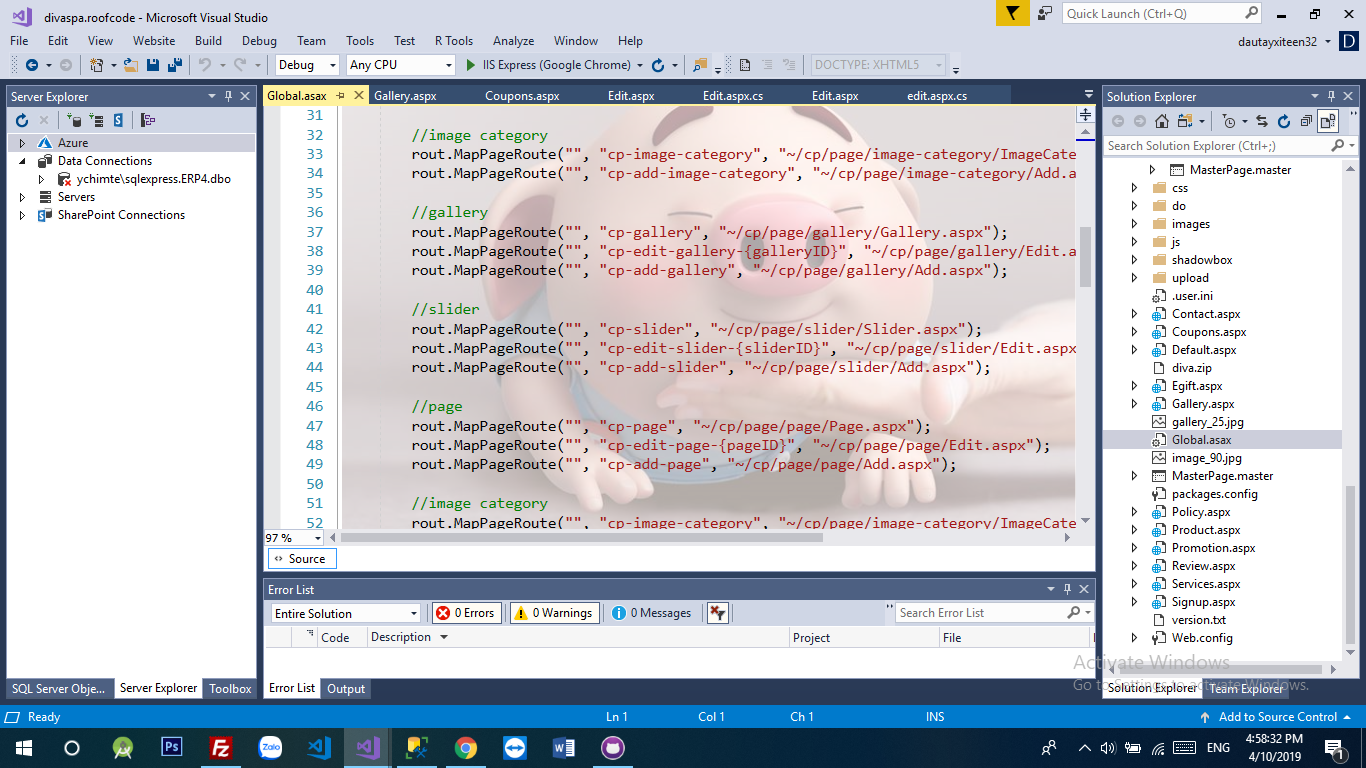 divaspa.roofcode - Microsoft Visual Studio
Quick Launch (Ctrl+Q)
File Edit View Website Build Debug Team Tools Test R Tools Analyze Window Help
dautayxiteen32 D
Debug Any CPU IIS Express (Google Chrome) DOCTYPE: XHTML5
Server Explorer
Azure
Data Connections
ychimte\sqlexpress.ERP4.dbo
Servers
SharePoint Connections
SQL Server Obje... Server Explorer Toolbox
Global.asax Gallery.aspx Coupons.aspx Edit.aspx Edit.aspx.cs Edit.aspx edit.aspx.cs
31
32 //image category
33 rout.MapPageRoute("", "cp-image-category", "~/cp/page/image-category/ImageCate
34 rout.MapPageRoute("", "cp-add-image-category", "~/cp/page/image-category/Add.a
35
36 //gallery
37 rout.MapPageRoute("", "cp-gallery", "~/cp/page/gallery/Gallery.aspx");
38 rout.MapPageRoute("", "cp-edit-gallery-{galleryID}", "~/cp/page/gallery/Edit.a
39 rout.MapPageRoute("", "cp-add-gallery", "~/cp/page/gallery/Add.aspx");
40
41 //slider
42 rout.MapPageRoute("", "cp-slider", "~/cp/page/slider/Slider.aspx");
43 rout.MapPageRoute("", "cp-edit-slider-{sliderID}", "~/cp/page/slider/Edit.aspx
44 rout.MapPageRoute("", "cp-add-slider", "~/cp/page/slider/Add.aspx");
45
46 //page
47 rout.MapPageRoute("", "cp-page", "~/cp/page/page/Page.aspx");
48 rout.MapPageRoute("", "cp-edit-page-{pageID}", "~/cp/page/page/Edit.aspx");
49 rout.MapPageRoute("", "cp-add-page", "~/cp/page/page/Add.aspx");
50
51 //image category
52 rout.MapPageRoute("", "cp-image-category", "~/cp/page/image-category/ImageCate
97 %
Source
Error List
Entire Solution 0 Errors 0 Warnings 0 Messages Search Error List
Code Description Project File
Error List Output
Solution Explorer
Search Solution Explorer (Ctrl+;)
MasterPage.master
css
do
images
js
shadowbox
upload
.user.ini
Contact.aspx
Coupons.aspx
Default.aspx
diva.zip
Egift.aspx
Gallery.aspx
gallery_25.jpg
Global.asax
image_90.jpg
MasterPage.master
packages.config
Policy.aspx
Product.aspx
Promotion.aspx
Review.aspx
Services.aspx
Signup.aspx
version.txt
Web.config
Activate Windows
Go to Settings to activate Windows.
Solution Explorer Team Explorer
Ready Ln 1 Col 1 Ch 1 INS Add to Source Control
Ps Fz Zalo ENG 4:58:32 PM
4/10/2019 1